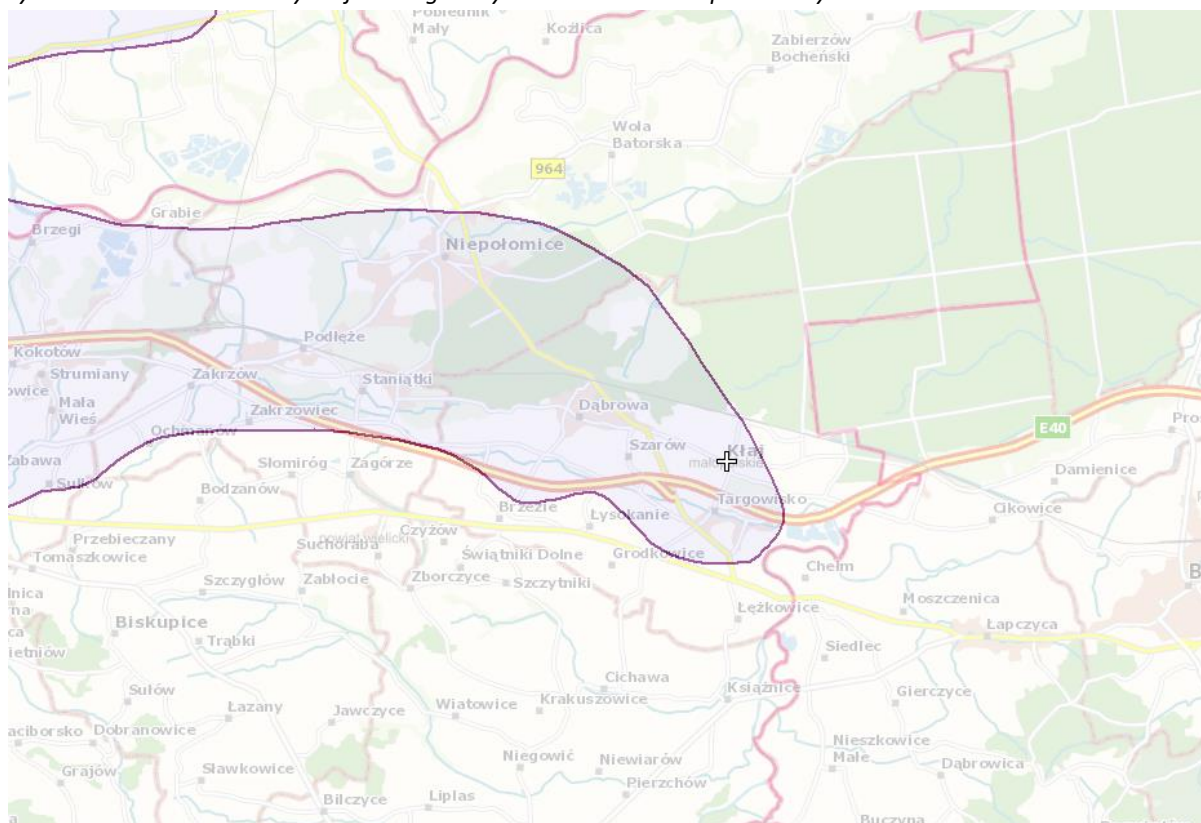 Mały
Koźlica
Zabierzów
Bocheński
Wola
Batorska
964
Grabie
Brzegi
Niepołomice
Podłęże
Kokotów
Strumiany
Zakrzów
Staniątki
Mała
Wieś
Zakrzowiec
Dąbrowa
Ochmanów
Szarów
Kłaj
E40
Zabawa
Słomiróg
Zagórze
Damienice
Sułków
Bodzanów
Targowisko
Brzezie
Łysokanie
Cikowice
Przebieczany
Czyżów
powiat wielicki
Suchoraba
Tomaszkowice
Świątniki Dolne
Grodkowice
Szczygłów
Zabłocie
Zborczyce
Szczytniki
Chełm
B
Łężkowice
Moszczenica
Biskupice
Trąbki
Łapczyca
Siedlec
Cichawa
Sułów
Łazany
Jawczyce
Wiatowice
Krakuszowice
Książnice
Gierczyce
Dobranowice
Nieszkowice
Małe
Niegowić
Niewiarów
Dąbrowica
Grajów
Sławkowice
Pierzchów
Bilczyce
Liplas
Buczyna